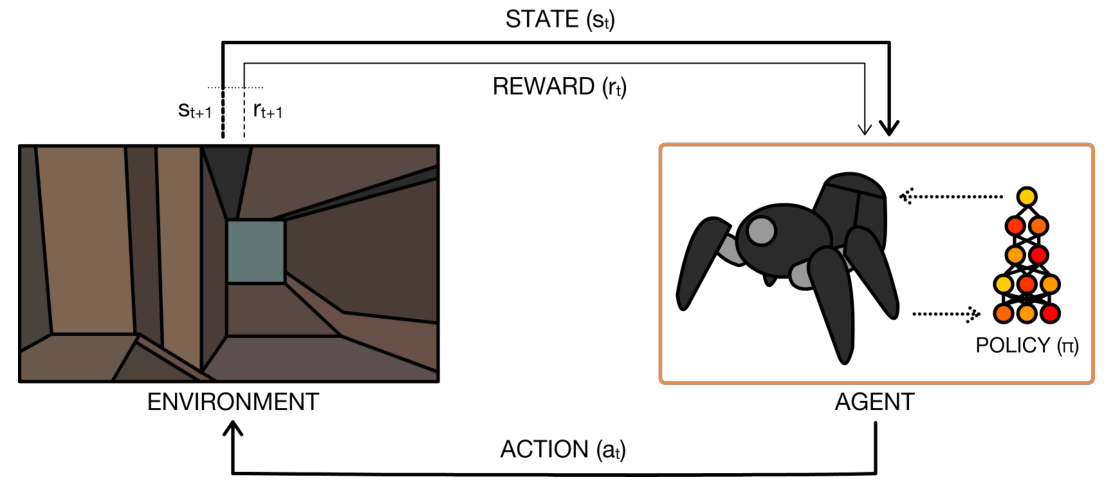 STATE (sₜ)
REWARD (rₜ)
sₜ₊₁
rₜ₊₁
POLICY (π)
ENVIRONMENT
AGENT
ACTION (aₜ)